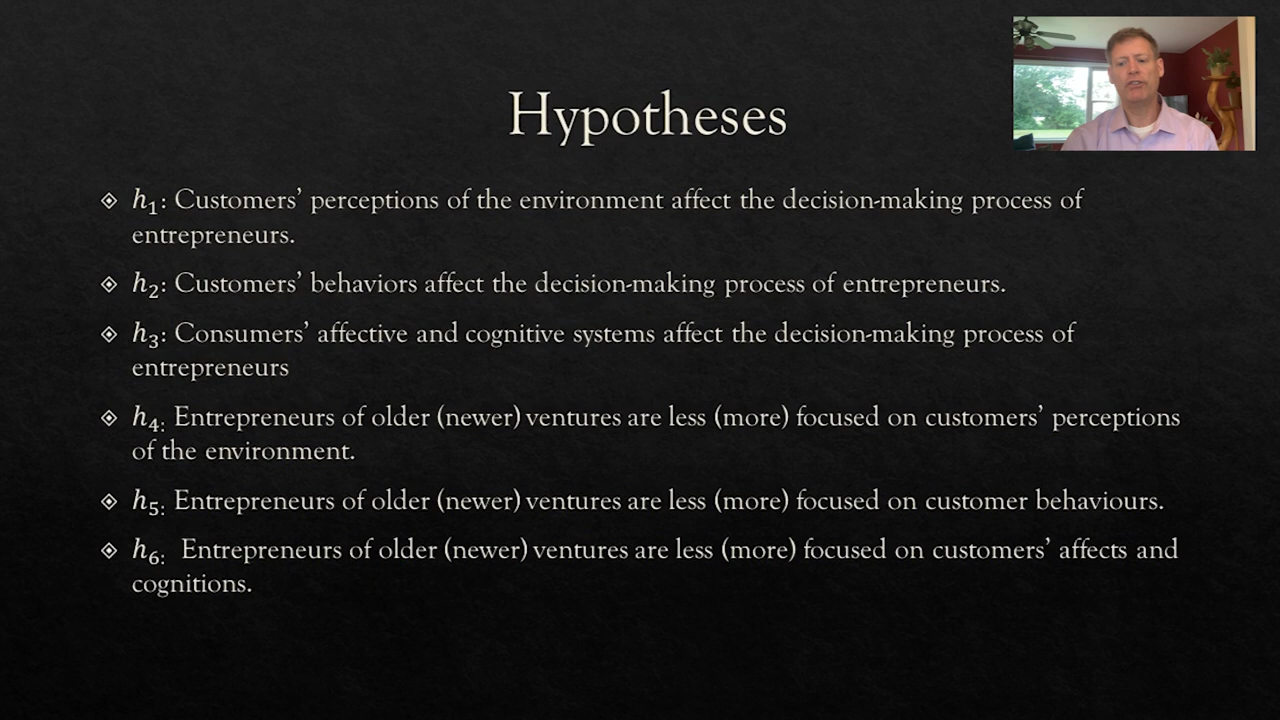 Hypotheses
h₁: Customers’ perceptions of the environment affect the decision-making process of
entrepreneurs.
h₂: Customers’ behaviors affect the decision-making process of entrepreneurs.
h₃: Consumers’ affective and cognitive systems affect the decision-making process of
entrepreneurs
h₄: Entrepreneurs of older (newer) ventures are less (more) focused on customers’ perceptions
of the environment.
h₅: Entrepreneurs of older (newer) ventures are less (more) focused on customer behaviours.
h₆: Entrepreneurs of older (newer) ventures are less (more) focused on customers’ affects and
cognitions.